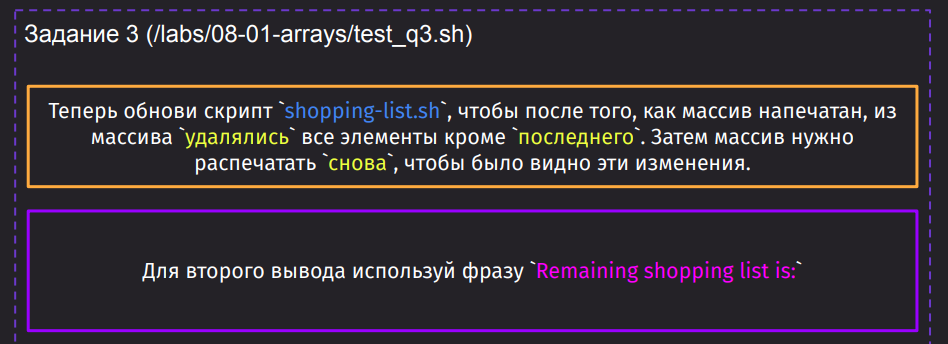 Задание 3 (/labs/08-01-arrays/test_q3.sh)
Теперь обнови скрипт `shopping-list.sh`, чтобы после того, как массив напечатан, из
массива `удалялись` все элементы кроме `последнего`. Затем массив нужно
распечатать `снова`, чтобы было видно эти изменения.
Для второго вывода используй фразу `Remaining shopping list is:`